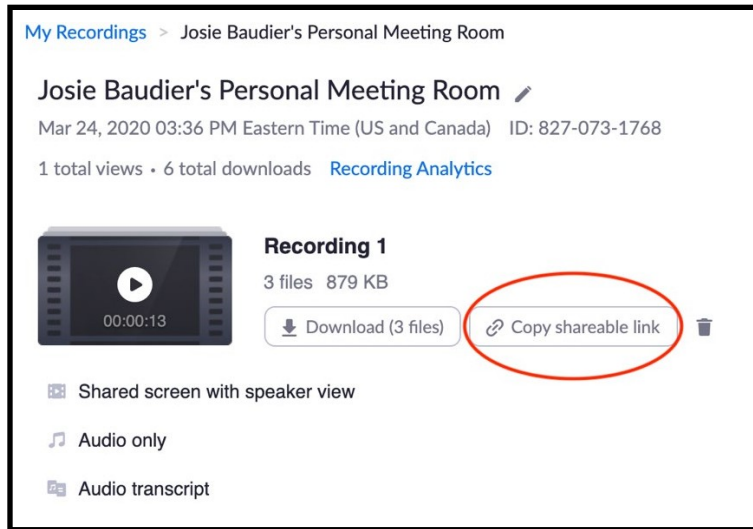 My Recordings > Josie Baudier's Personal Meeting Room
Josie Baudier's Personal Meeting Room
Mar 24, 2020 03:36 PM Eastern Time (US and Canada) ID: 827-073-1768
1 total views • 6 total downloads Recording Analytics
Recording 1
3 files 879 KB
00:00:13
Download (3 files) Copy shareable link
Shared screen with speaker view
Audio only
Audio transcript